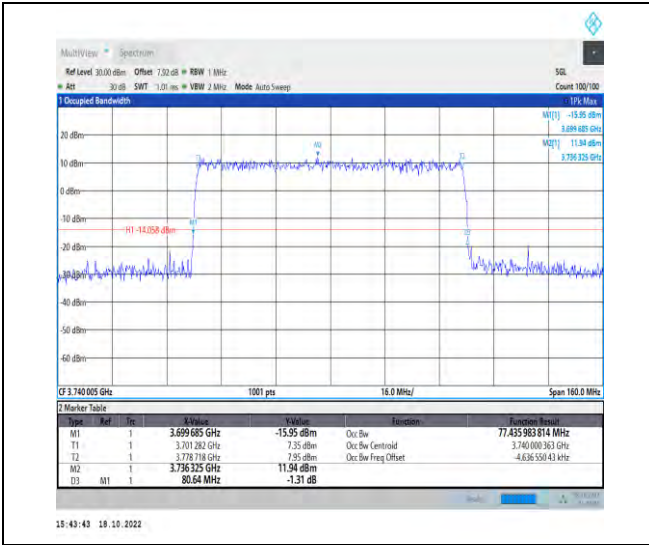 MultiView Spectrum
Ref Level 30.00 dBm Offset 7.92 dB RBW 1 MHz SGL
Att 30 dB SWT 1.01 ms VBW 2 MHz Mode Auto Sweep Count 100/100
1 Occupied Bandwidth 1Pk Max
M1[1] -15.95 dBm
3.699 685 GHz
M2[1] 11.94 dBm
3.736 325 GHz
20 dBm
M2
10 dBm
0 dBm
-10 dBm
M1
H1 -14.058 dBm
-20 dBm
-30 dBm
-40 dBm
-50 dBm
-60 dBm
CF 3.740 005 GHz 1001 pts 16.0 MHz/ Span 160.0 MHz
2 Marker Table
Type Ref Trc X-Value Y-Value Function Function Result
M1 1 3.699 685 GHz -15.95 dBm Occ Bw 77.435 983 814 MHz
T1 1 3.701 282 GHz 7.35 dBm Occ Bw Centroid 3.740 000 363 GHz
T2 1 3.778 718 GHz 7.95 dBm Occ Bw Freq Offset -4.636 550 43 kHz
M2 1 3.736 325 GHz 11.94 dBm
D3 M1 1 80.64 MHz -1.31 dB
15:43:43 18.10.2022